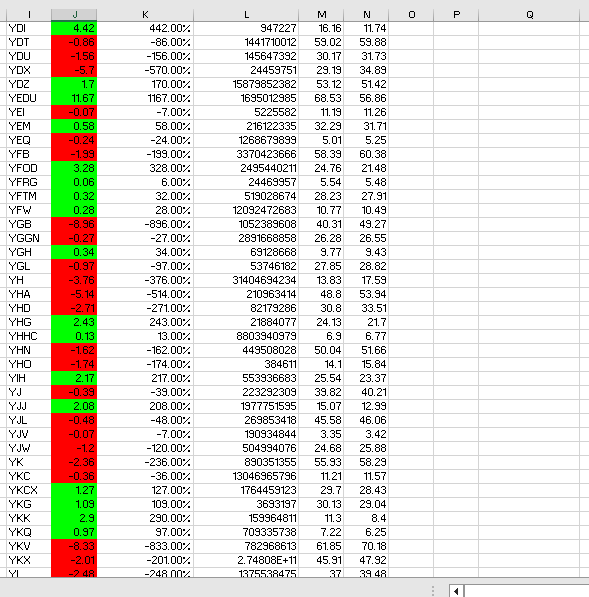 I J K L M N O P Q
YDI 4.42 442.00% 947227 16.16 11.74
YDT -0.86 -86.00% 1441710012 59.02 59.88
YDU -1.56 -156.00% 145647392 30.17 31.73
YDX -5.7 -570.00% 24459751 29.19 34.89
YDZ 1.7 170.00% 15879852382 53.12 51.42
YEDU 11.67 1167.00% 1695012985 68.53 56.86
YEI -0.07 -7.00% 5225582 11.19 11.26
YEM 0.58 58.00% 216122335 32.29 31.71
YEQ -0.24 -24.00% 1268679899 5.01 5.25
YFB -1.99 -199.00% 3370423666 58.39 60.38
YFOD 3.28 328.00% 2495440211 24.76 21.48
YFRG 0.06 6.00% 24469957 5.54 5.48
YFTM 0.32 32.00% 519028674 28.23 27.91
YFW 0.28 28.00% 12092472683 10.77 10.49
YGB -8.96 -896.00% 1052389608 40.31 49.27
YGGN -0.27 -27.00% 2891668858 26.28 26.55
YGH 0.34 34.00% 69128668 9.77 9.43
YGL -0.97 -97.00% 53746182 27.85 28.82
YH -3.76 -376.00% 31404694234 13.83 17.59
YHA -5.14 -514.00% 210963414 48.8 53.94
YHD -2.71 -271.00% 82179286 30.8 33.51
YHG 2.43 243.00% 21884077 24.13 21.7
YHHC 0.13 13.00% 8803940979 6.9 6.77
YHN -1.62 -162.00% 449508028 50.04 51.66
YHO -1.74 -174.00% 384611 14.1 15.84
YIH 2.17 217.00% 553936683 25.54 23.37
YJ -0.39 -39.00% 223292309 39.82 40.21
YJJ 2.08 208.00% 1977751595 15.07 12.99
YJL -0.48 -48.00% 269853418 45.58 46.06
YJV -0.07 -7.00% 190934844 3.35 3.42
YJW -1.2 -120.00% 504994076 24.68 25.88
YK -2.36 -236.00% 890351355 55.93 58.29
YKC -0.36 -36.00% 13046965796 11.21 11.57
YKCX 1.27 127.00% 1764459123 29.7 28.43
YKG 1.09 109.00% 3693197 30.13 29.04
YKK 2.9 290.00% 159964811 11.3 8.4
YKQ 0.97 97.00% 709335738 7.22 6.25
YKV -8.33 -833.00% 782968613 61.85 70.18
YKX -2.01 -201.00% 2.74808E+11 45.91 47.92
YL -2.48 -248.00% 1375538475 37 39.48